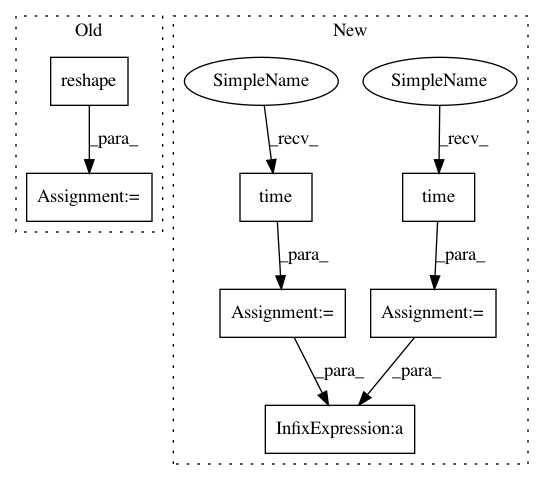 Old
New
reshape
SimpleName
SimpleName
_para_
_recv_
_recv_
Assignment:=
time
time
_para_
_para_
Assignment:=
Assignment:=
_para_
_para_
InfixExpression:a